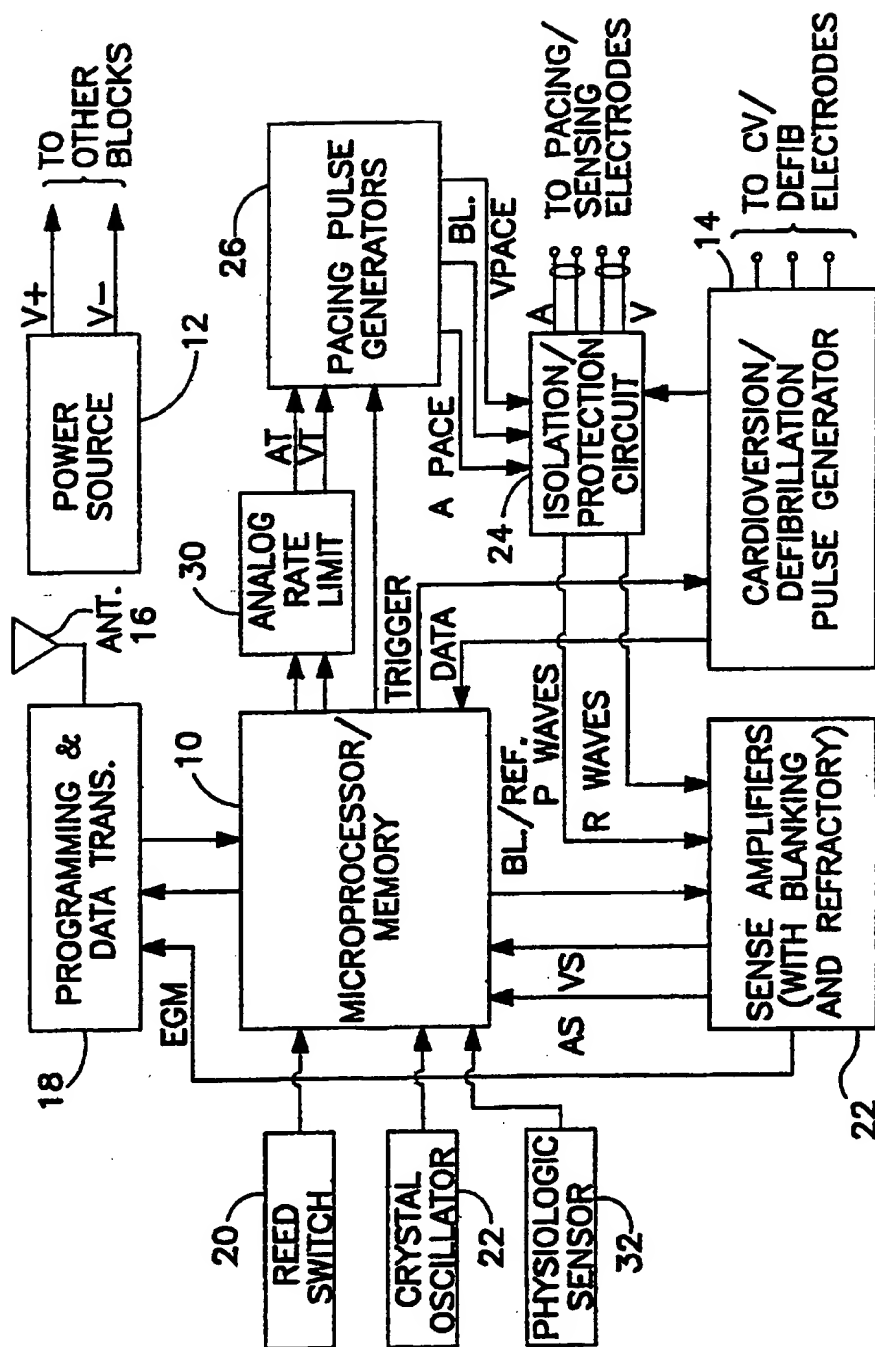 18
PROGRAMMING &
DATA TRANS.
ANT.
16
POWER
SOURCE
12
V+
V−
TO
OTHER
BLOCKS
EGM
20
REED
SWITCH
CRYSTAL
OSCILLATOR
22
PHYSIOLOGIC
SENSOR
32
10
MICROPROCESSOR/
MEMORY
30
ANALOG
RATE
LIMIT
AT
VT
26
PACING PULSE
GENERATORS
TRIGGER
DATA
A PACE
BL.
VPACE
AS
VS
BL./REF.
P WAVES
R WAVES
24
ISOLATION/
PROTECTION
CIRCUIT
A
V
TO PACING/
SENSING
ELECTRODES
22
SENSE AMPLIFIERS
(WITH BLANKING
AND REFRACTORY)
14
CARDIOVERSION/
DEFIBRILLATION
PULSE GENERATOR
TO CV/
DEFIB
ELECTRODES